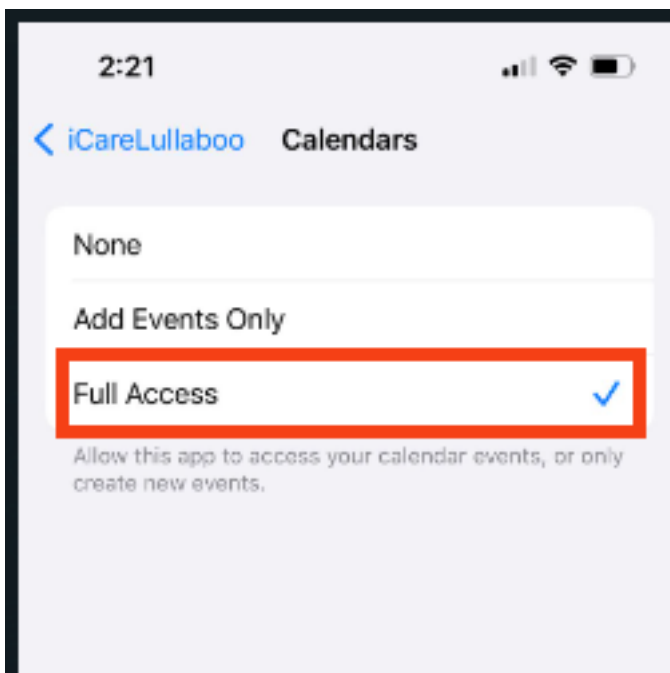 2:21
iCareLullaboo Calendars
None
Add Events Only
Full Access
Allow this app to access your calendar events, or only
create new events.